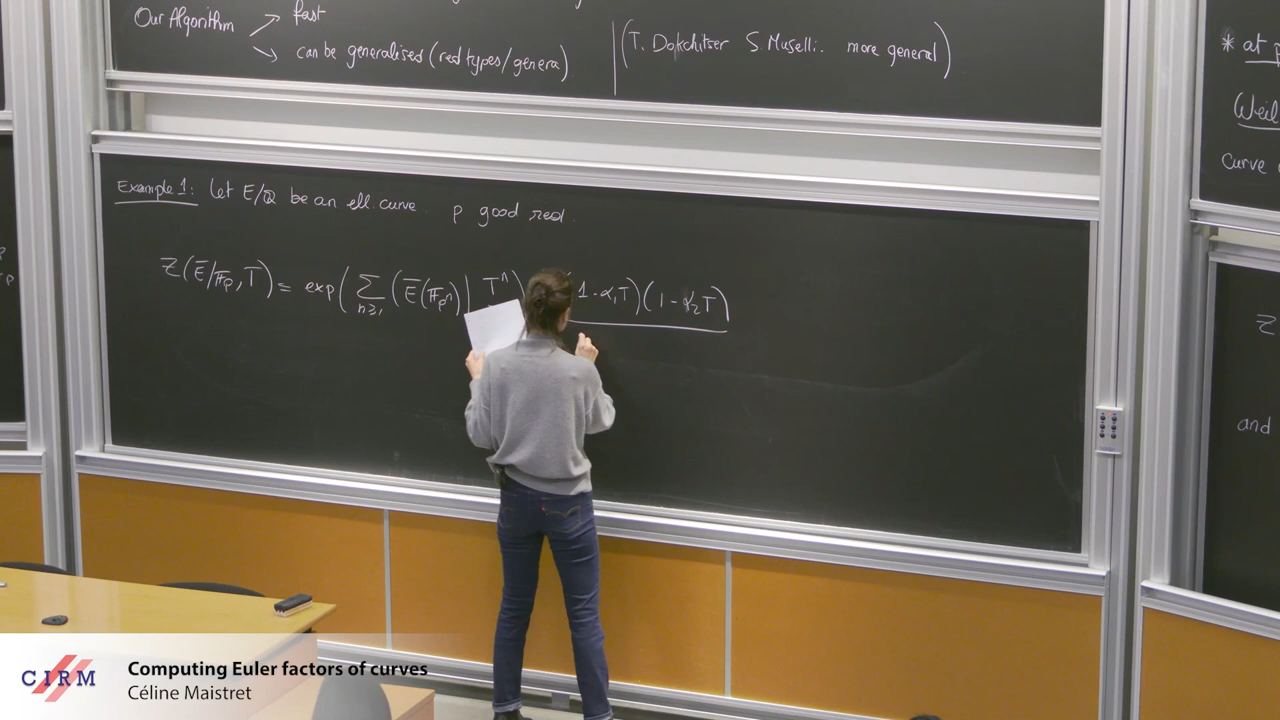 Our Algorithm ↗ fast
↘ can be generalised (red types/genera)
(T. Dokchitser S. Muselli. more general)
Example 1: Let E/ℚ be an ell. curve. p good red.
Z(Ē/𝔽p, T) = exp( ∑ n≥1 (Ē(𝔽pⁿ)| Tⁿ
1 - α₁T)(1 - α₂T)
* at p
Weil
Curve
Z
and
CIRM
Computing Euler factors of curves
Céline Maistret